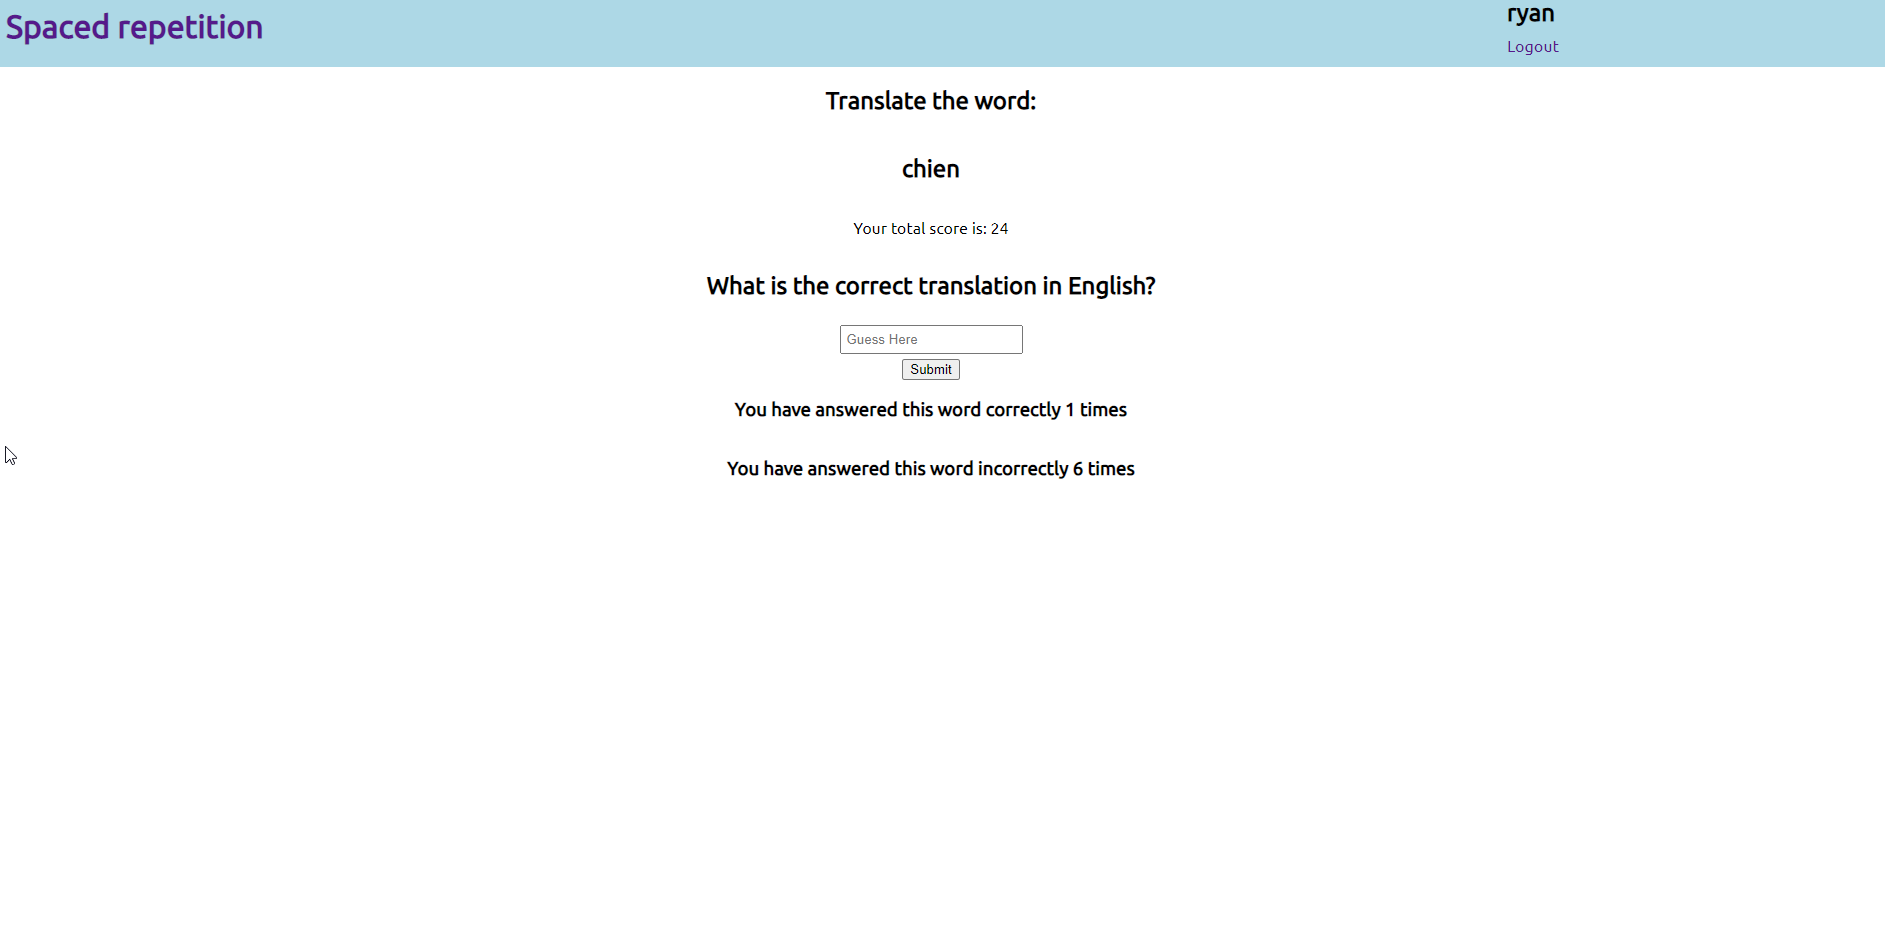 Spaced repetition
ryan
Logout
Translate the word:
chien
Your total score is: 24
What is the correct translation in English?
Guess Here
Submit
You have answered this word correctly 1 times
You have answered this word incorrectly 6 times